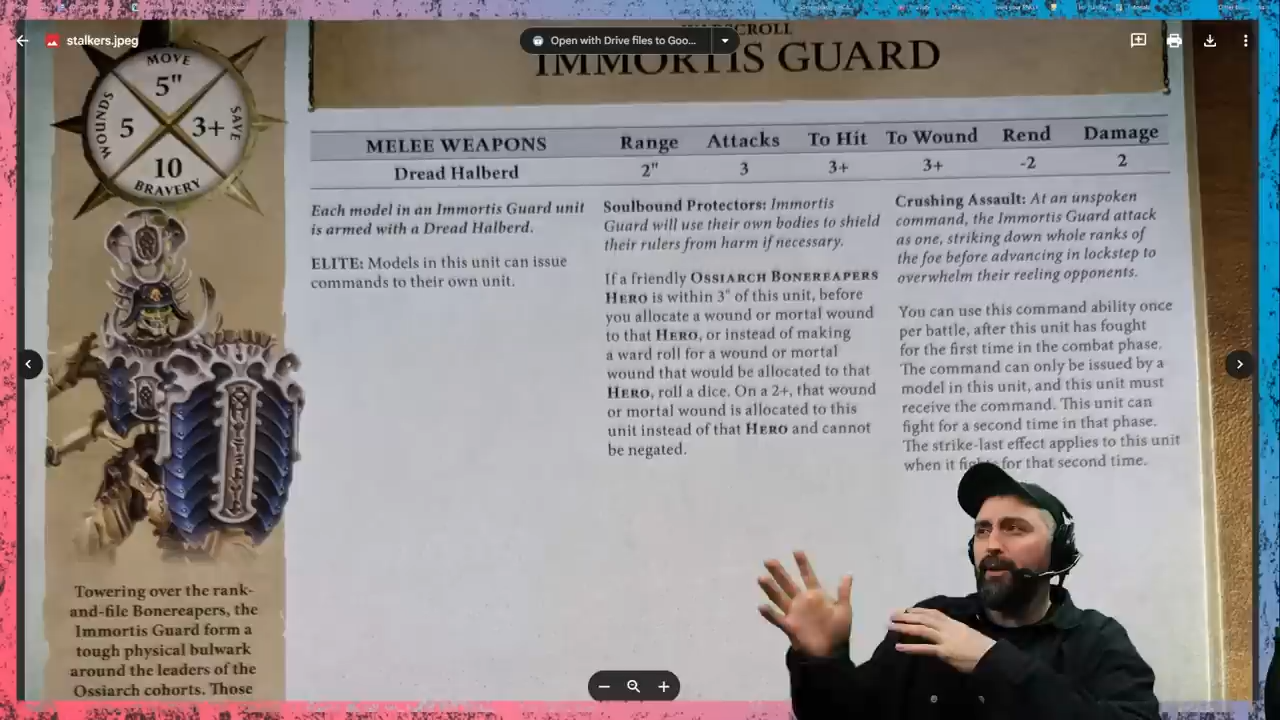 stalkers.jpeg
Open with Drive files to Goo...
IMMORTIS GUARD
MOVE
5"
WOUNDS
5
3+
SAVE
10
BRAVERY
MELEE WEAPONS Range Attacks To Hit To Wound Rend Damage
Dread Halberd 2" 3 3+ 3+ -2 2
Each model in an Immortis Guard unit
is armed with a Dread Halberd.
ELITE: Models in this unit can issue
commands to their own unit.
Soulbound Protectors: Immortis
Guard will use their own bodies to shield
their rulers from harm if necessary.
If a friendly OSSIARCH BONEREAPERS
HERO is within 3" of this unit, before
you allocate a wound or mortal wound
to that HERO, or instead of making
a ward roll for a wound or mortal
wound that would be allocated to that
HERO, roll a dice. On a 2+, that wound
or mortal wound is allocated to this
unit instead of that HERO and cannot
be negated.
Crushing Assault: At an unspoken
command, the Immortis Guard attack
as one, striking down whole ranks of
the foe before advancing in lockstep to
overwhelm their reeling opponents.
You can use this command ability once
per battle, after this unit has fought
for the first time in the combat phase.
The command can only be issued by a
model in this unit, and this unit must
receive the command. This unit can
fight for a second time in that phase.
The strike-last effect applies to this unit
when it fights for that second time.
Towering over the rank-
and-file Bonereapers, the
Immortis Guard form a
tough physical bulwark
around the leaders of the
Ossiarch cohorts. Those